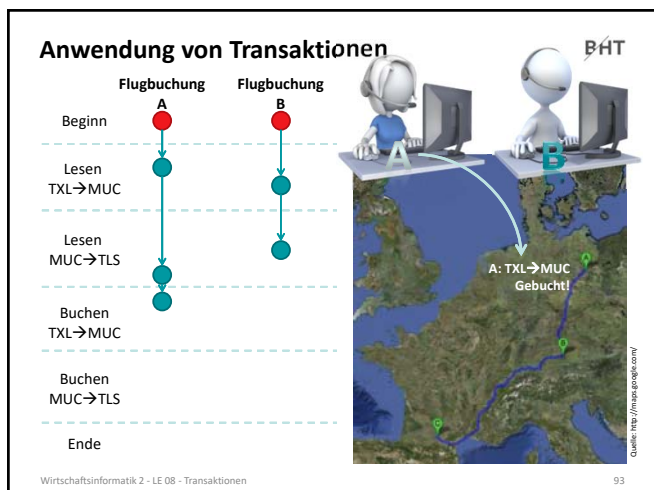 Anwendung von Transaktionen
BHT
Flugbuchung
A
Flugbuchung
B
Beginn
Lesen
TXL→MUC
Lesen
MUC→TLS
Buchen
TXL→MUC
Buchen
MUC→TLS
Ende
A
B
A: TXL→MUC
Gebucht!
A
B
C
Quelle: http://maps.google.com/
Wirtschaftsinformatik 2 - LE 08 - Transaktionen
93